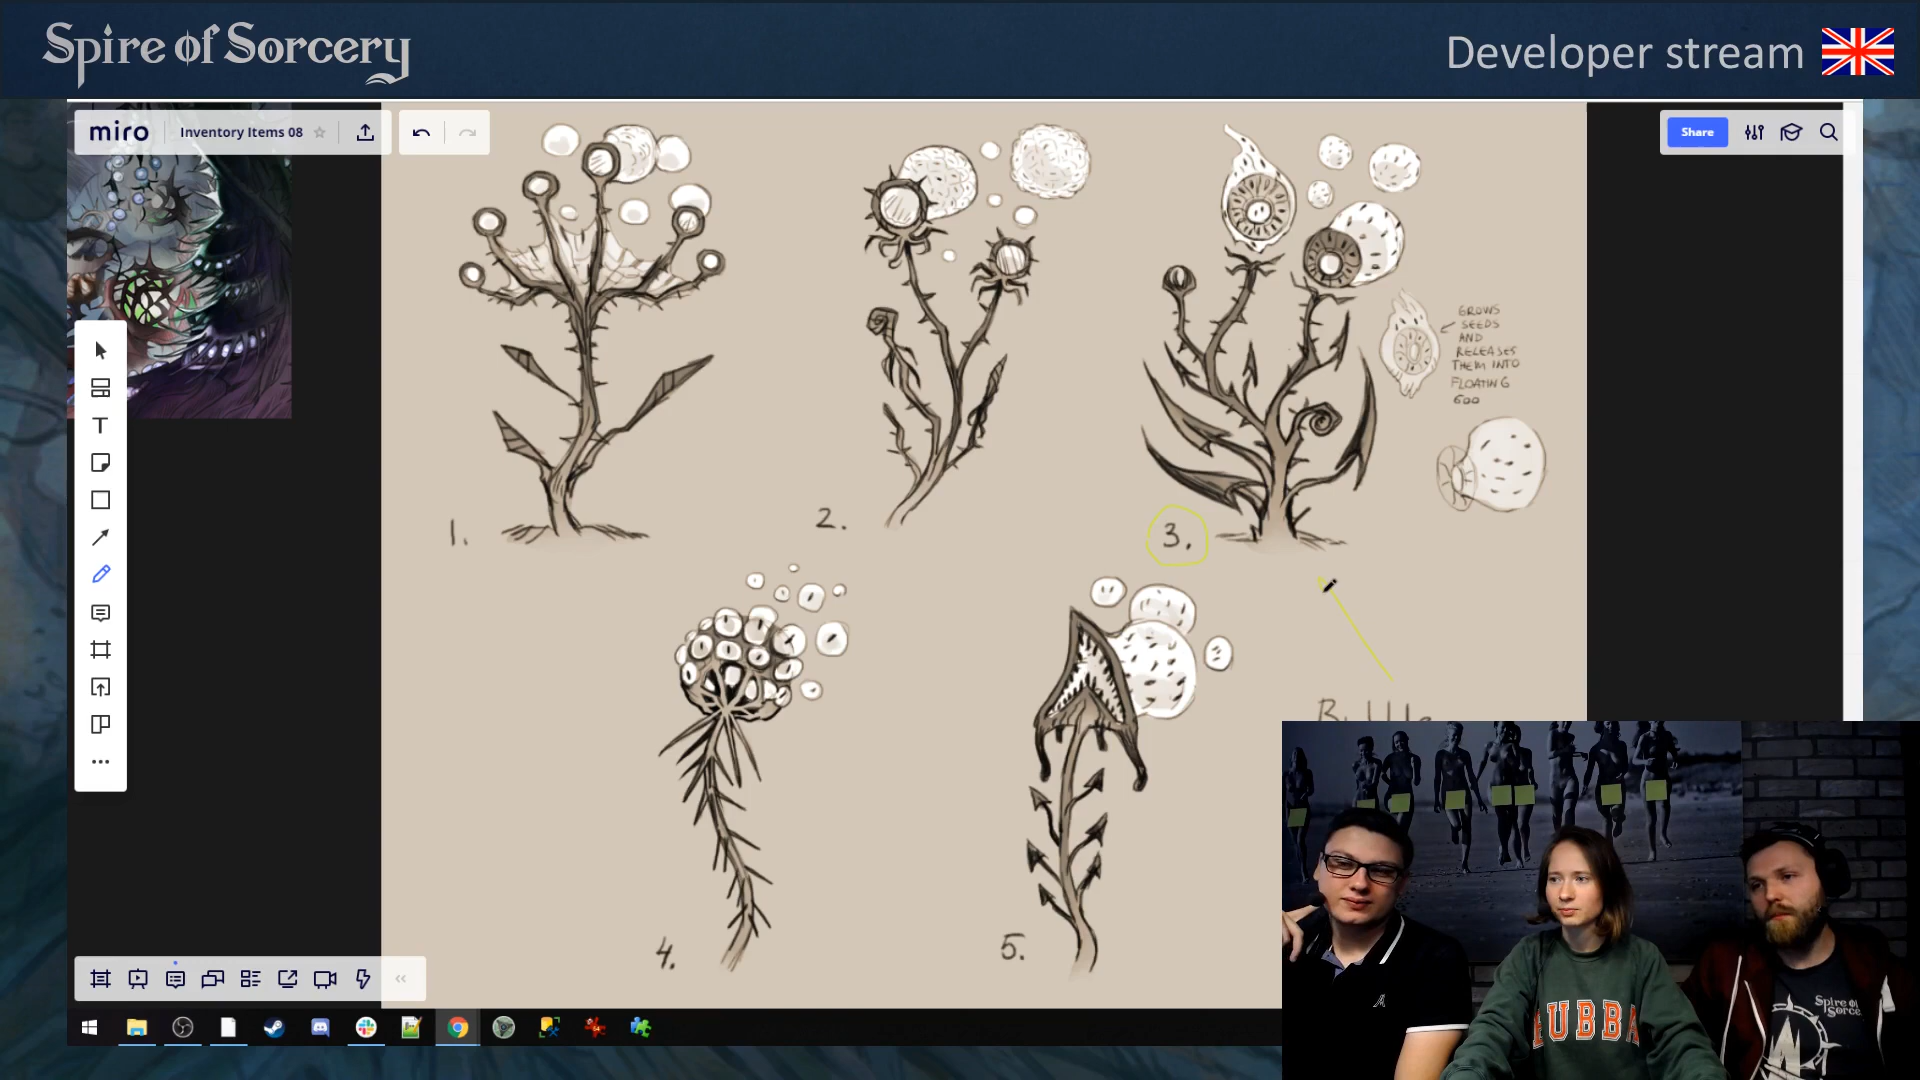 Spire of Sorcery
Developer stream
miro
Inventory Items 08
Share
GROWS
SEEDS
AND
RELEASES
THEM INTO
FLOATING
GOO
1.
2.
3.
4.
5.
Spire of